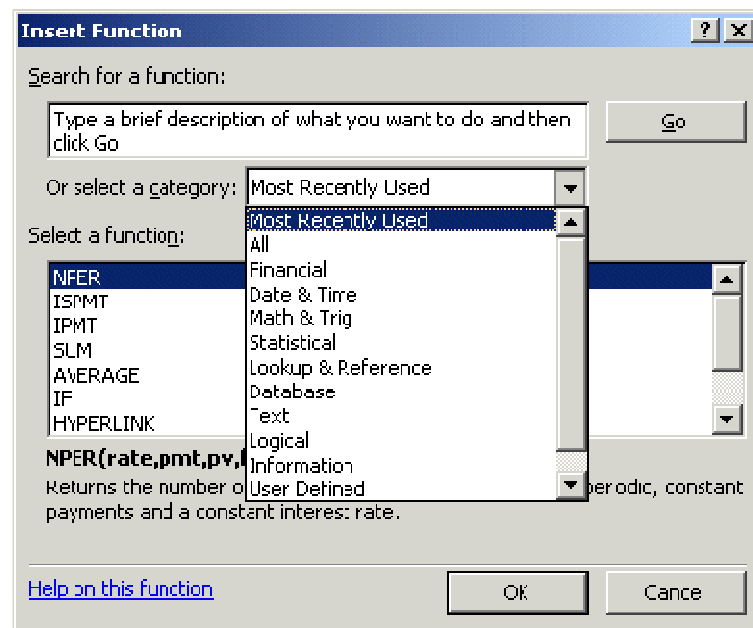 Insert Function
Search for a function:
Type a brief description of what you want to do and then
click Go
Go
Or select a category:
Most Recently Used
Most Recently Used
All
Financial
Date & Time
Math & Trig
Statistical
Lookup & Reference
Database
Text
Logical
Information
User Defined
Select a function:
NPER
ISPMT
IPMT
SUM
AVERAGE
IF
HYPERLINK
NPER(rate,pmt,pv,
Returns the number o periodic, constant
payments and a constant interest rate.
Help on this function
OK
Cance